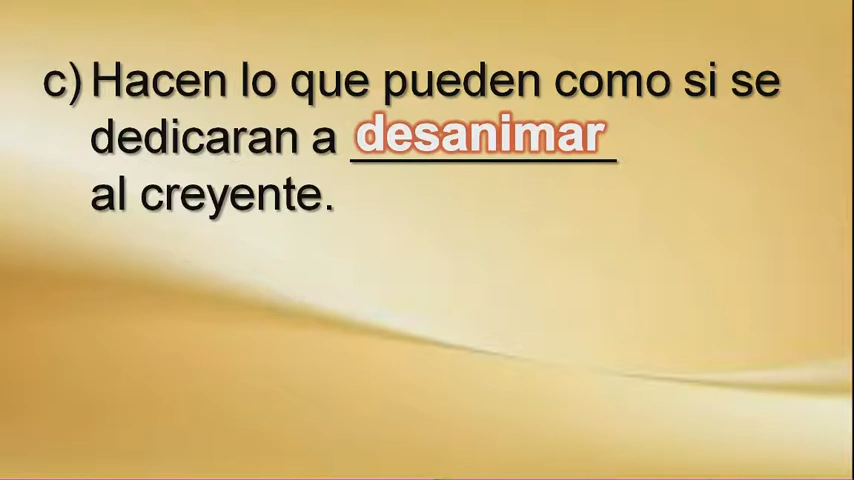 c) Hacen lo que pueden como si se
dedicaran a desanimar
al creyente.